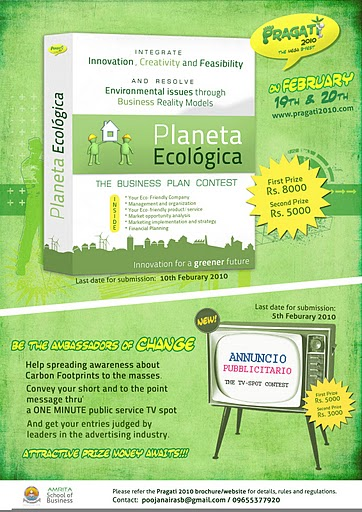 PRAGATI
2010
THE MEGA B-FEST
ON FEBRUARY
19TH & 20TH
www.pragati2010.com
INTEGRATE
Innovation, Creativity and Feasibility
AND RESOLVE
Environmental issues through
Business Reality Models
Planeta
Ecológica
Planeta Ecológica
THE BUSINESS PLAN CONTEST
INSIDE
* Your Eco-Friendly Company
* Management and organization
* Your Eco-friendly product/service
* Market opportunity analysis
* Marketing implementation and strategy
* Financial Planning
Innovation for a greener future
First Prize
Rs. 8000
Second Prize
Rs. 5000
Last date for submission: 10th Feburary 2010
Last date for submission:
5th Feburary 2010
NEW!
BE THE AMBASSADORS OF CHANGE
Help spreading awareness about
Carbon Footprints to the masses.
Convey your short and to the point
message thru'
a ONE MINUTE public service TV spot
And get your entries judged by
leaders in the advertising industry.
ATTRACTIVE PRIZE MONEY AWAITS!!!
ANNUNCIO
PUBBLICITARIO
THE TV-SPOT CONTEST
First Prize
Rs. 5000
Second Prize
Rs. 3000
AMRITA
School of
Business
Please refer the Pragati 2010 brochure/website for details, rules and regulations.
Contact: poojanairasb@gmail.com / 09655377920